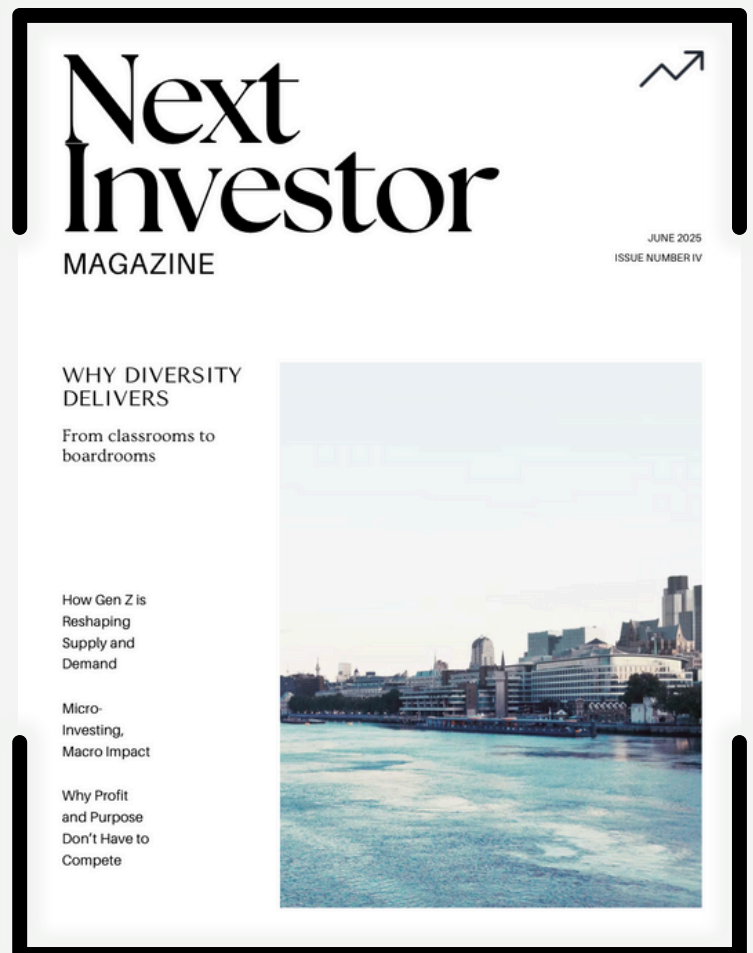 Next
Investor
MAGAZINE
JUNE 2025
ISSUE NUMBER IV
WHY DIVERSITY
DELIVERS
From classrooms to
boardrooms
How Gen Z is
Reshaping
Supply and
Demand
Micro-
Investing,
Macro Impact
Why Profit
and Purpose
Don't Have to
Compete